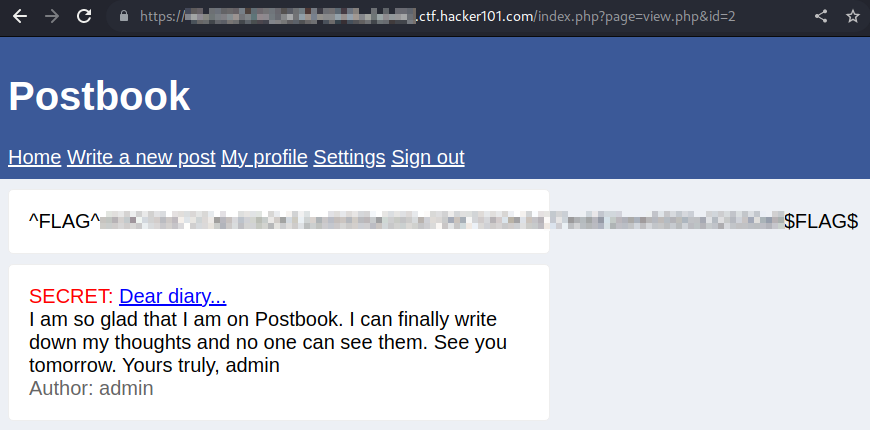 https://.ctf.hacker101.com/index.php?page=view.php&id=2
Postbook
Home Write a new post My profile Settings Sign out
^FLAG^$FLAG$
SECRET: Dear diary...
I am so glad that I am on Postbook. I can finally write
down my thoughts and no one can see them. See you
tomorrow. Yours truly, admin
Author: admin